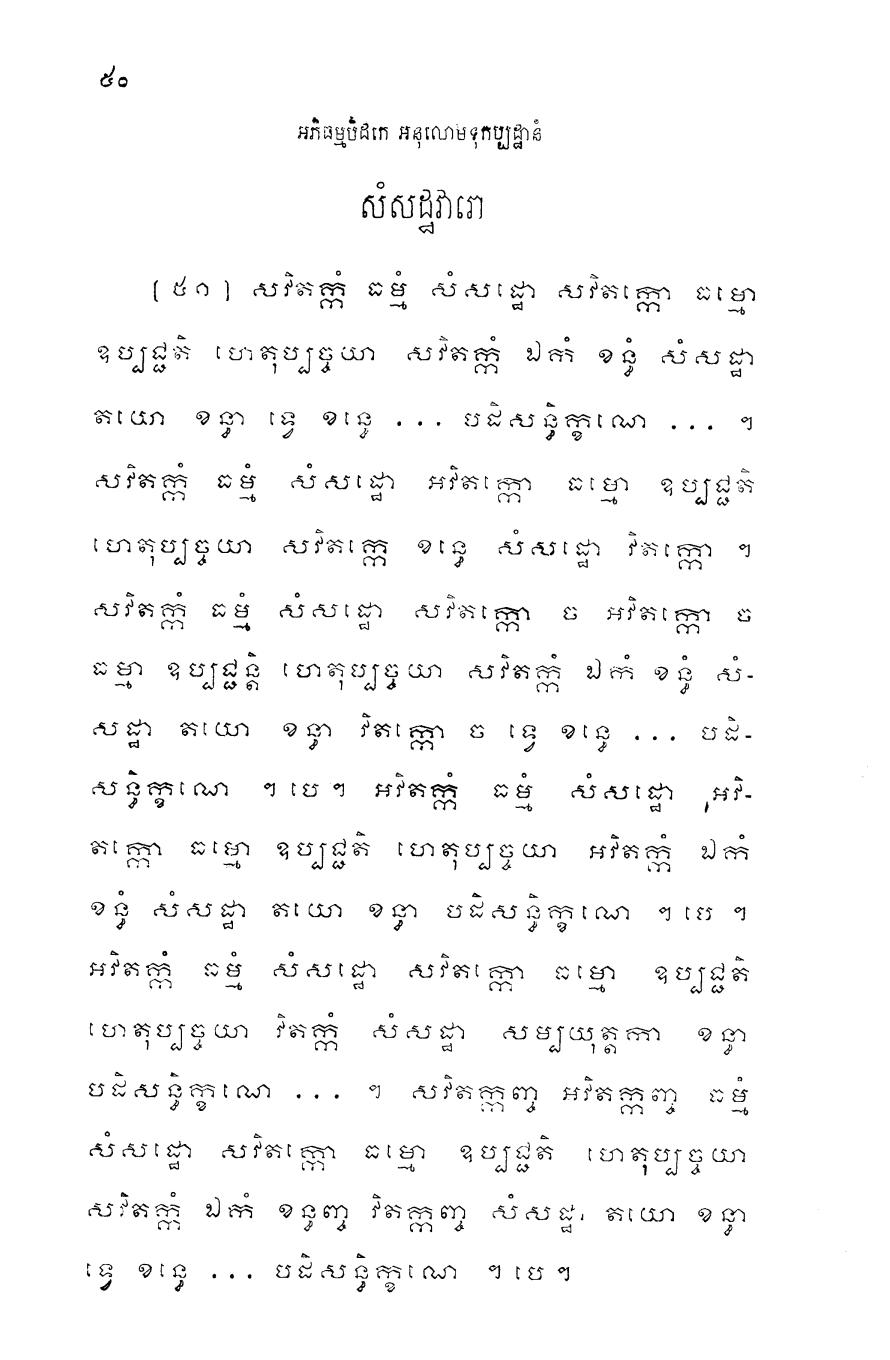 ៥០
អភិធម្មបិដកេ អនុលោមទុកប្បដ្ឋានំ
សំសដ្ឋវារោ
[ ៥១ ] សវិតក្កំ ធម្មំ សំសដ្ឋោ សវិតក្កោ ធម្មោ
ឧប្បជ្ជតិ ហេតុប្បច្ចយា សវិតក្កំ ឯកំ ខន្ធំ សំសដ្ឋា
តយោ ខន្ធា ទ្វេ ខន្ធេ ... បដិសន្ធិក្ខណេ ... ។
សវិតក្កំ ធម្មំ សំសដ្ឋោ អវិតក្កោ ធម្មោ ឧប្បជ្ជតិ
ហេតុប្បច្ចយា សវិតក្កេ ខន្ធេ សំសដ្ឋោ វិតក្កោ ។
សវិតក្កំ ធម្មំ សំសដ្ឋោ សវិតក្កោ ច អវិតក្កោ ច
ធម្មា ឧប្បជ្ជន្តិ ហេតុប្បច្ចយា សវិតក្កំ ឯកំ ខន្ធំ សំ-
សដ្ឋា តយោ ខន្ធា វិតក្កោ ច ទ្វេ ខន្ធេ ... បដិ-
សន្ធិក្ខណេ ។ បេ ។ អវិតក្កំ ធម្មំ សំសដ្ឋោ អវិ-
តក្កោ ធម្មោ ឧប្បជ្ជតិ ហេតុប្បច្ចយា អវិតក្កំ ឯកំ
ខន្ធំ សំសដ្ឋា តយោ ខន្ធា បដិសន្ធិក្ខណេ ។ បេ ។
អវិតក្កំ ធម្មំ សំសដ្ឋោ សវិតក្កោ ធម្មោ ឧប្បជ្ជតិ
ហេតុប្បច្ចយា វិតក្កំ សំសដ្ឋា សម្បយុត្តកា ខន្ធា
បដិសន្ធិក្ខណេ ... ។ សវិតក្កញ្ច អវិតក្កញ្ច ធម្មំ
សំសដ្ឋោ សវិតក្កោ ធម្មោ ឧប្បជ្ជតិ ហេតុប្បច្ចយា
សវិតក្កំ ឯកំ ខន្ធញ្ច វិតក្កញ្ច សំសដ្ឋា តយោ ខន្ធា
ទ្វេ ខន្ធេ ... បដិសន្ធិក្ខណេ ។ បេ ។